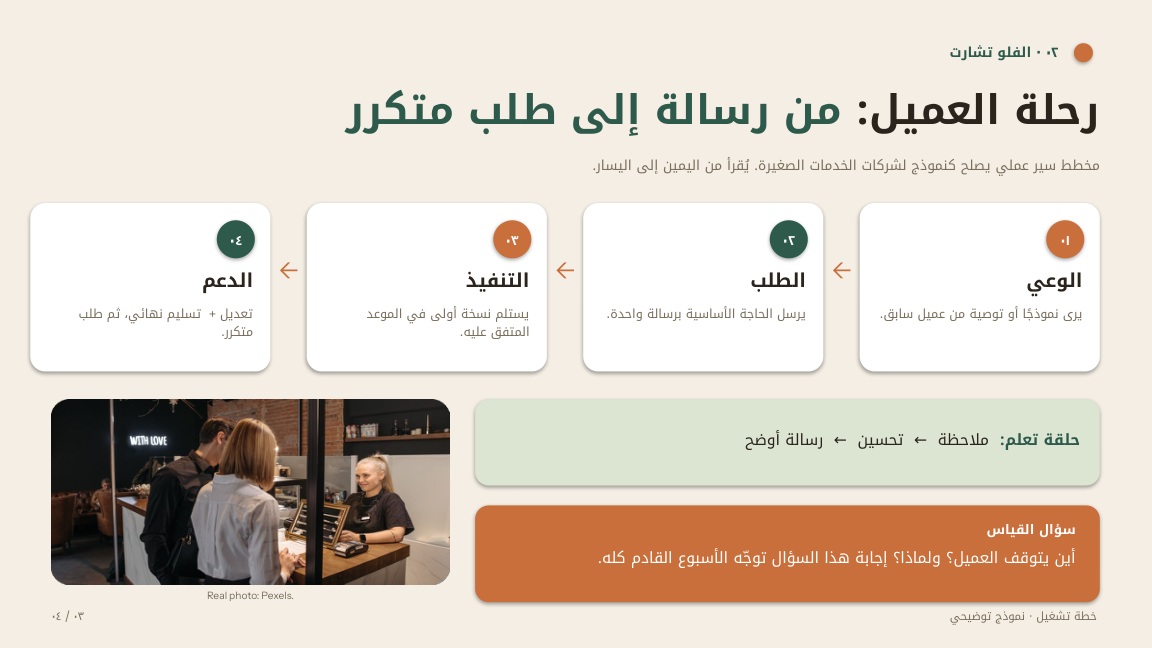 ٠٢ · الفلو تشارت
رحلة العميل: من رسالة إلى طلب متكرر
مخطط سير عملي يصلح كنموذج لشركات الخدمات الصغيرة. يُقرأ من اليمين إلى اليسار.
٠١
الوعي
يرى نموذجًا أو توصية من عميل سابق.
←
٠٢
الطلب
يرسل الحاجة الأساسية برسالة واحدة.
←
٠٣
التنفيذ
يستلم نسخة أولى في الموعد
المتفق عليه.
←
٠٤
الدعم
تعديل + تسليم نهائي، ثم طلب
متكرر.
حلقة تعلم: ملاحظة ← تحسين ← رسالة أوضح
سؤال القياس
أين يتوقف العميل؟ ولماذا؟ إجابة هذا السؤال توجّه الأسبوع القادم كله.
WITH LOVE
Real photo: Pexels.
خطة تشغيل - نموذج توضيحي
٠٣ / ٠٤